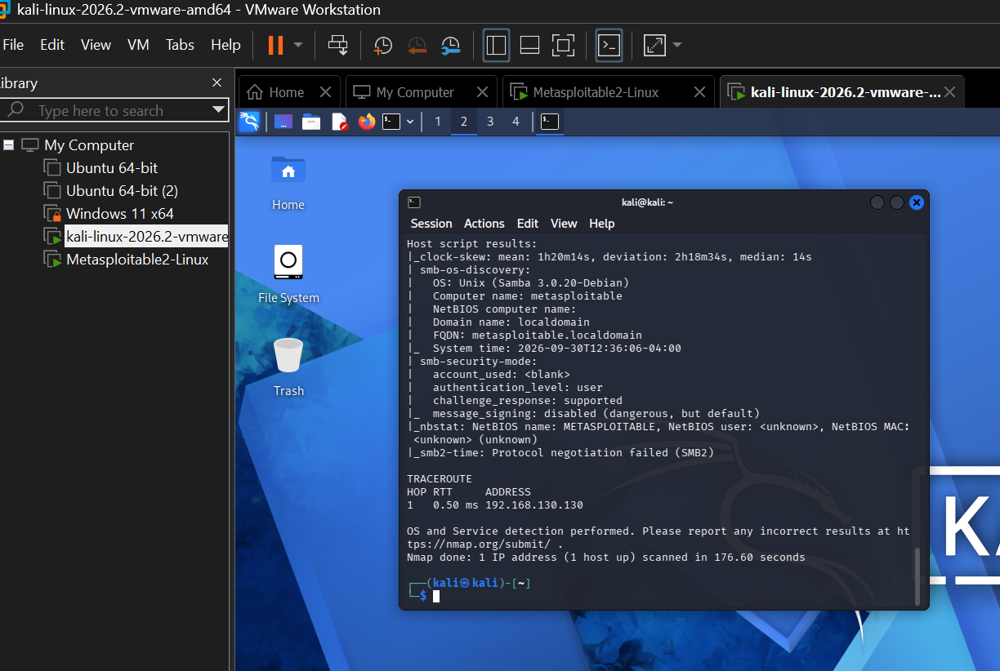 kali-linux-2026.2-vmware-amd64 - VMware Workstation
File Edit View VM Tabs Help
ibrary
Type here to search
My Computer
Ubuntu 64-bit
Ubuntu 64-bit (2)
Windows 11 x64
kali-linux-2026.2-vmware
Metasploitable2-Linux
Home My Computer Metasploitable2-Linux kali-linux-2026.2-vmware-...
1 2 3 4
Home
File System
Trash
kali@kali: ~
Session Actions Edit View Help
Host script results:
|_clock-skew: mean: 1h20m14s, deviation: 2h18m34s, median: 14s
| smb-os-discovery:
|   OS: Unix (Samba 3.0.20-Debian)
|   Computer name: metasploitable
|   NetBIOS computer name:
|   Domain name: localdomain
|   FQDN: metasploitable.localdomain
|_  System time: 2026-09-30T12:36:06-04:00
| smb-security-mode:
|   account_used: <blank>
|   authentication_level: user
|   challenge_response: supported
|_  message_signing: disabled (dangerous, but default)
|_nbstat: NetBIOS name: METASPLOITABLE, NetBIOS user: <unknown>, NetBIOS MAC:
 <unknown> (unknown)
|_smb2-time: Protocol negotiation failed (SMB2)
TRACEROUTE
HOP RTT     ADDRESS
1   0.50 ms 192.168.130.130
OS and Service detection performed. Please report any incorrect results at ht
tps://nmap.org/submit/ .
Nmap done: 1 IP address (1 host up) scanned in 176.60 seconds
┌──(kali㉿kali)-[~]
└─$
KA